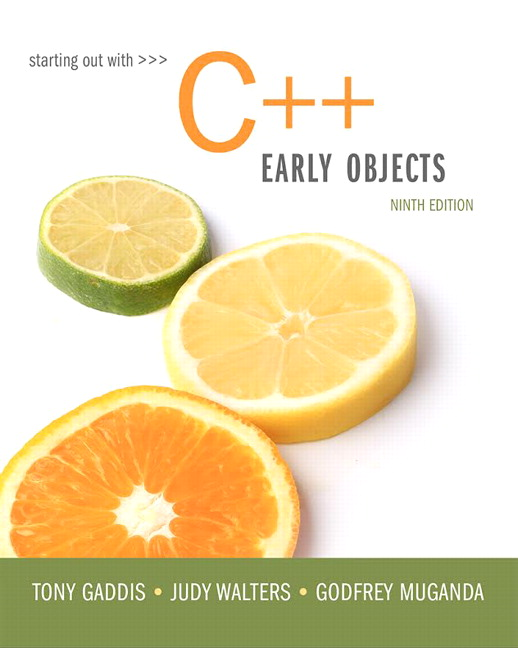 starting out with >>>
C++
EARLY OBJECTS
NINTH EDITION
TONY GADDIS • JUDY WALTERS • GODFREY MUGANDA